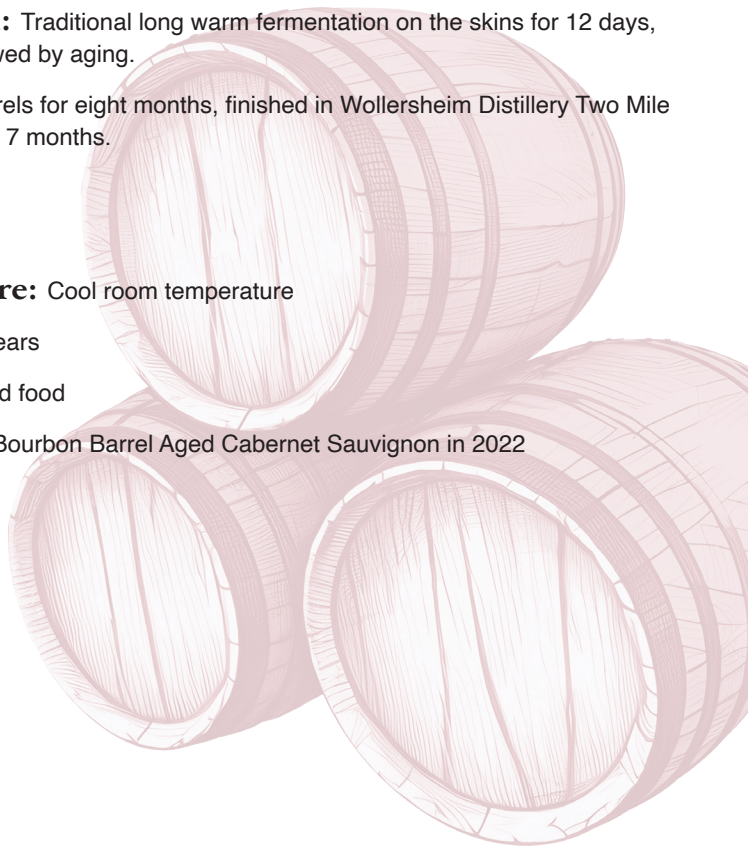 : Traditional long warm fermentation on the skins for 12 days,
wed by aging.
rels for eight months, finished in Wollersheim Distillery Two Mile
7 months.
re: Cool room temperature
ears
d food
Bourbon Barrel Aged Cabernet Sauvignon in 2022